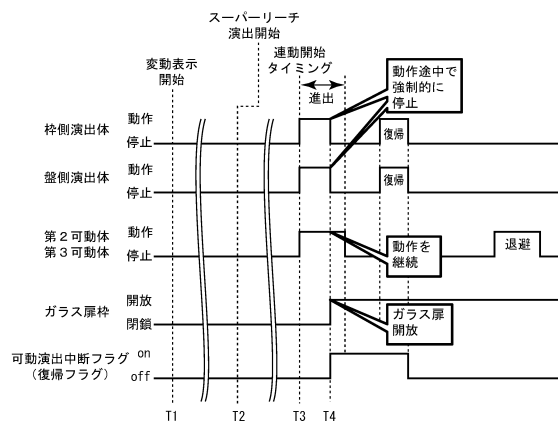 スーパーリーチ
演出開始
変動表示
開始
連動開始
タイミング
進出
動作途中で
強制的に
停止
枠側演出体
動作
停止
復帰
盤側演出体
動作
停止
復帰
第2可動体
第3可動体
動作
停止
動作を
継続
退避
ガラス扉枠
開放
閉鎖
ガラス扉
開放
可動演出中断フラグ
(復帰フラグ)
on
off
T1
T2
T3
T4